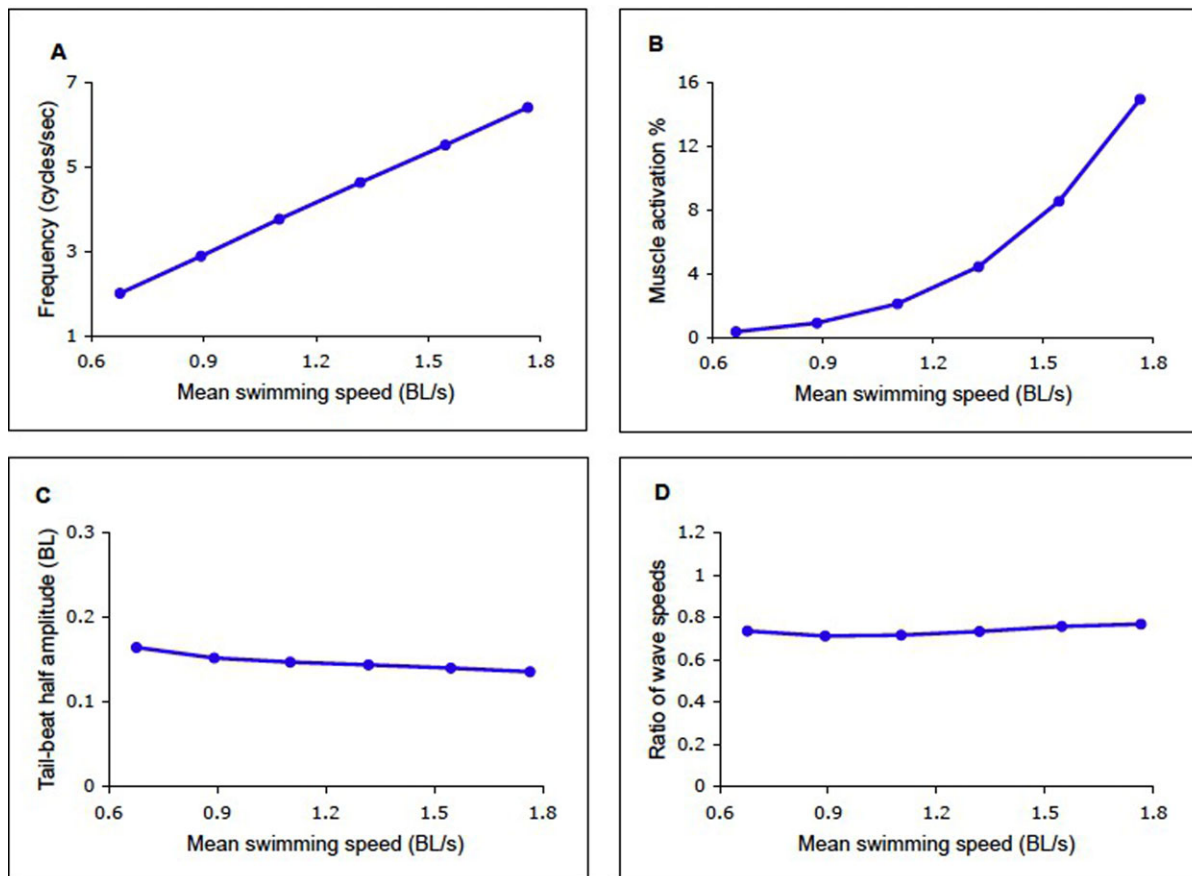 A
Frequency (cycles/sec)
7
5
3
1
0.6 0.9 1.2 1.5 1.8
Mean swimming speed (BL/s)
B
Muscle activation %
16
12
8
4
0
0.6 0.9 1.2 1.5 1.8
Mean swimming speed (BL/s)
C
Tail-beat half amplitude (BL)
0.3
0.2
0.1
0
0.6 0.9 1.2 1.5 1.8
Mean swimming speed (BL/s)
D
Ratio of wave speeds
1.2
1
0.8
0.6
0.4
0.2
0
0.6 0.9 1.2 1.5 1.8
Mean swimming speed (BL/s)